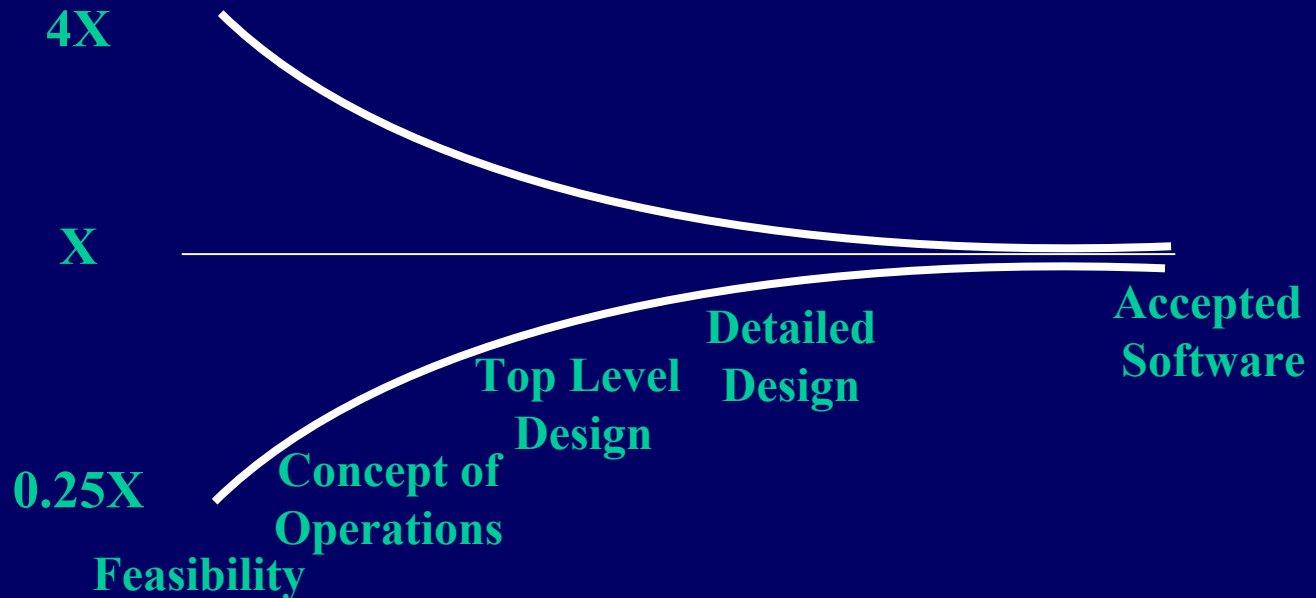 4X
X
0.25X
Feasibility
Concept of
Operations
Top Level
Design
Detailed
Design
Accepted
Software